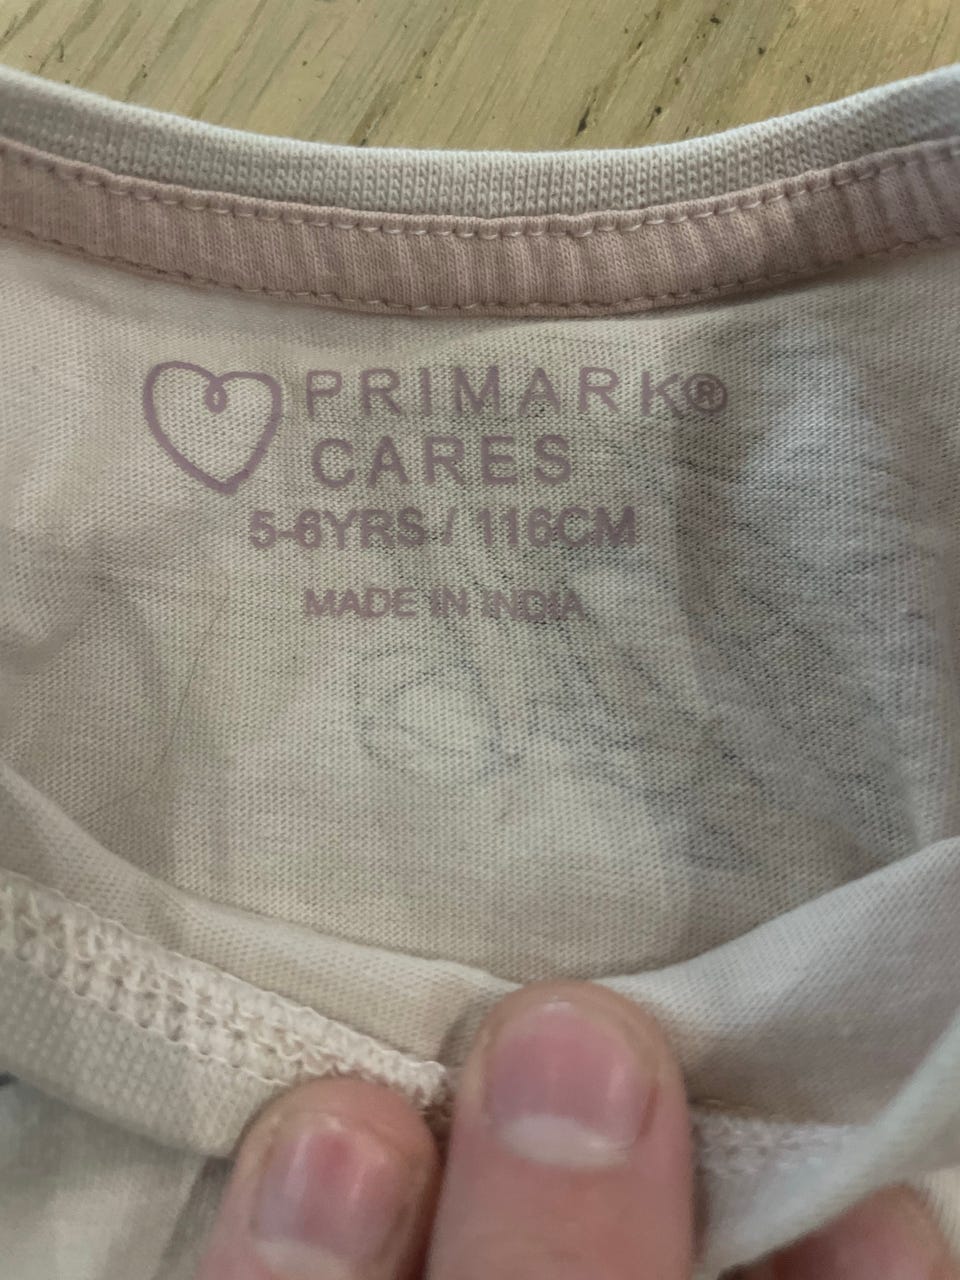 PRIMARK®
CARES
5-6YRS / 116CM
MADE IN INDIA